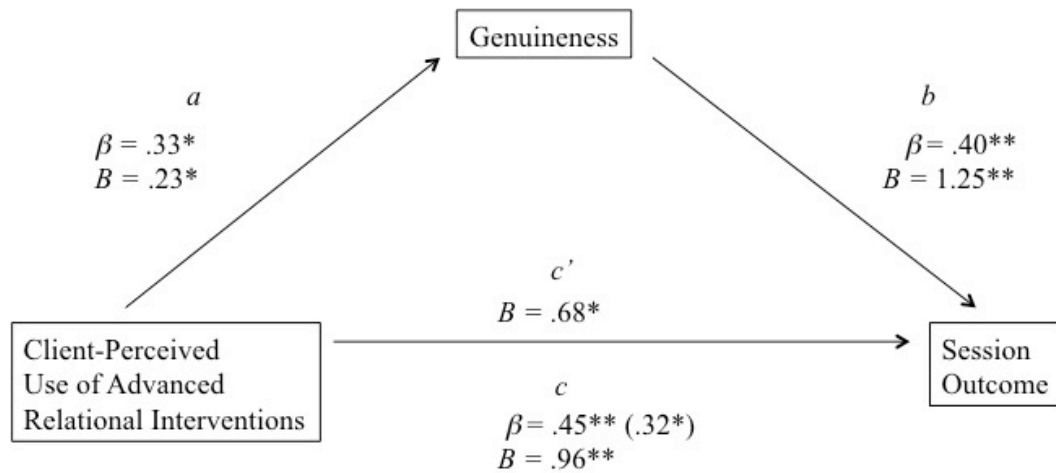 Genuineness
a
β = .33*
B = .23*
b
β = .40**
B = 1.25**
c’
B = .68*
Client-Perceived
Use of Advanced
Relational Interventions
Session
Outcome
c
β = .45** (.32*)
B = .96**